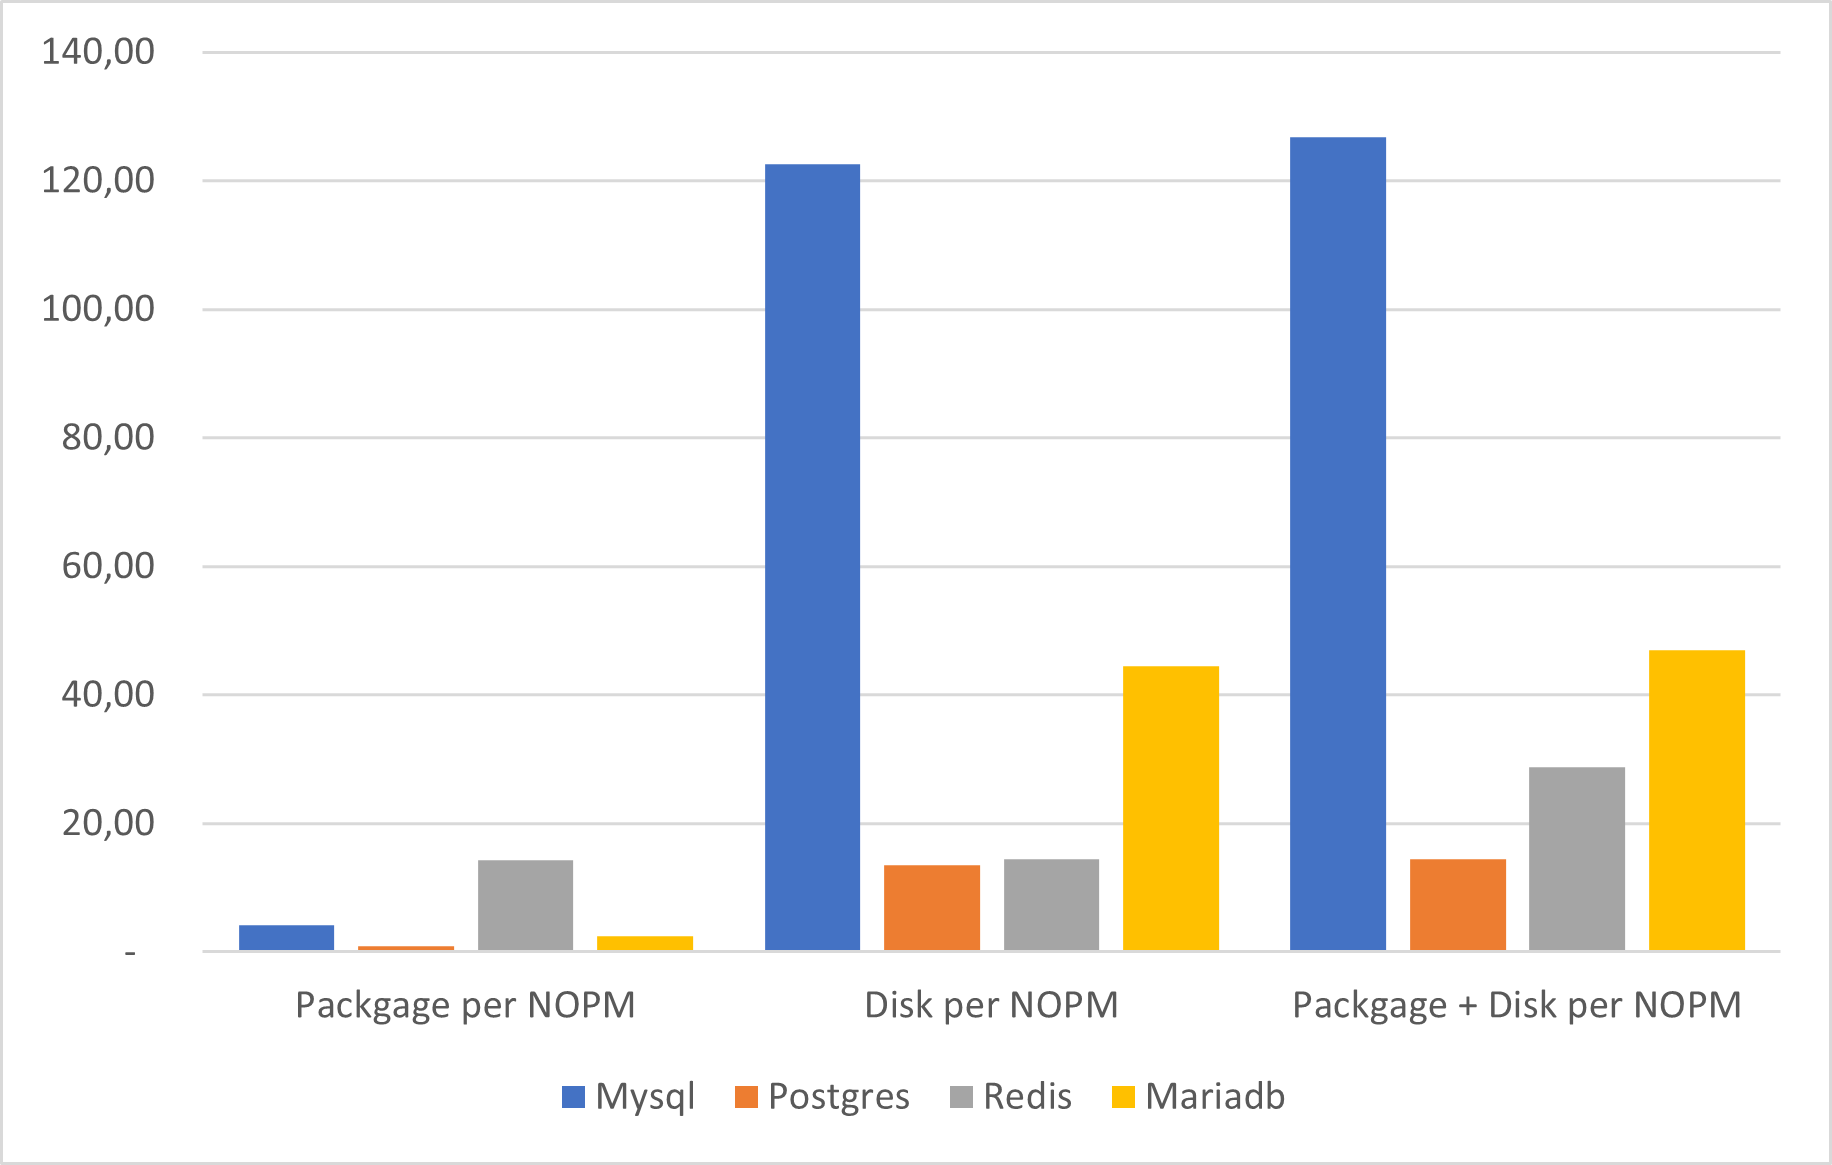 140,00
120,00
100,00
80,00
60,00
40,00
20,00
-
Packgage per NOPM
Disk per NOPM
Packgage + Disk per NOPM
Mysql
Postgres
Redis
Mariadb